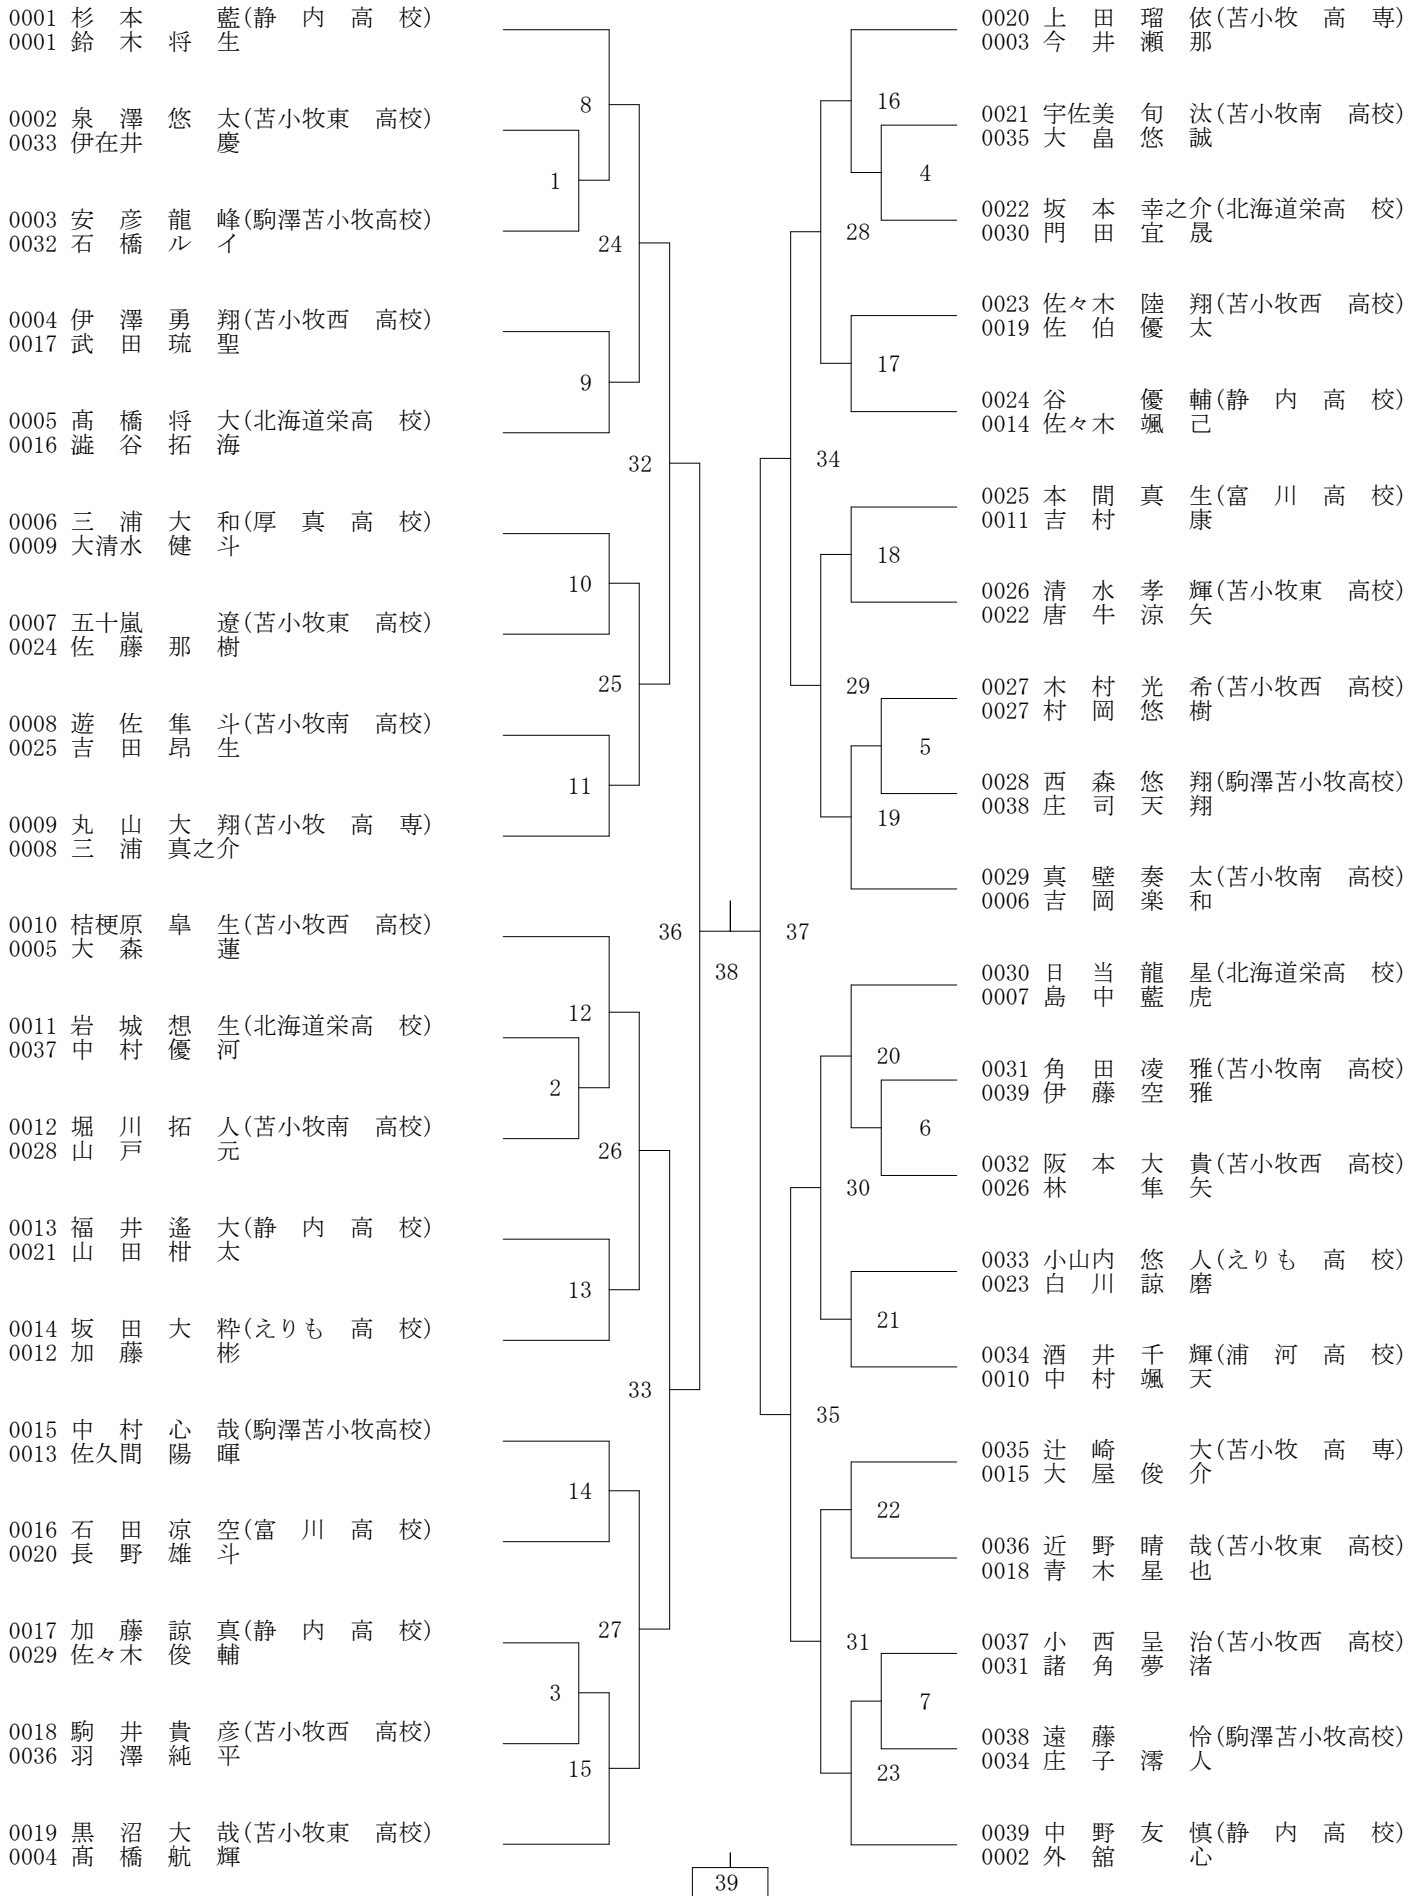 0001 杉　本　　　藍(静　内　高　校)
0001 鈴　木　将　生
8
0002 泉　澤　悠　太(苫小牧東　高校)
0033 伊在井　　　慶
1
0003 安　彦　龍　峰(駒澤苫小牧高校)
0032 石　橋　ル　イ
24
0004 伊　澤　勇　翔(苫小牧西　高校)
0017 武　田　琉　聖
9
0005 髙　橋　将　大(北海道栄高　校)
0016 澁　谷　拓　海
32
0006 三　浦　大　和(厚　真　高　校)
0009 大清水　健　斗
10
0007 五十嵐　　　遼(苫小牧東　高校)
0024 佐　藤　那　樹
25
0008 遊　佐　隼　斗(苫小牧南　高校)
0025 吉　田　昂　生
11
0009 丸　山　大　翔(苫小牧　高　専)
0008 三　浦　真之介
0010 桔梗原　皐　生(苫小牧西　高校)
0005 大　森　　　蓮
36
12
0011 岩　城　想　生(北海道栄高　校)
0037 中　村　優　河
2
0012 堀　川　拓　人(苫小牧南　高校)
0028 山　戸　　　元
26
0013 福　井　遙　大(静　内　高　校)
0021 山　田　柑　太
13
0014 坂　田　大　粋(えりも　高　校)
0012 加　藤　　　彬
33
0015 中　村　心　哉(駒澤苫小牧高校)
0013 佐久間　陽　暉
14
0016 石　田　凉　空(富　川　高　校)
0020 長　野　雄　斗
27
0017 加　藤　諒　真(静　内　高　校)
0029 佐々木　俊　輔
3
0018 駒　井　貴　彦(苫小牧西　高校)
0036 羽　澤　純　平
15
0019 黒　沼　大　哉(苫小牧東　高校)
0004 髙　橋　航　輝
38
39
0020 上　田　瑠　依(苫小牧　高　専)
0003 今　井　瀬　那
16
0021 宇佐美　旬　汰(苫小牧南　高校)
0035 大　畠　悠　誠
4
0022 坂　本　幸之介(北海道栄高　校)
0030 門　田　宜　晟
28
0023 佐々木　陸　翔(苫小牧西　高校)
0019 佐　伯　優　太
17
0024 谷　　　優　輔(静　内　高　校)
0014 佐々木　颯　己
34
0025 本　間　真　生(富　川　高　校)
0011 吉　村　　　康
18
0026 清　水　孝　輝(苫小牧東　高校)
0022 唐　牛　涼　矢
29
0027 木　村　光　希(苫小牧西　高校)
0027 村　岡　悠　樹
5
0028 西　森　悠　翔(駒澤苫小牧高校)
0038 庄　司　天　翔
19
0029 真　壁　奏　太(苫小牧南　高校)
0006 吉　岡　楽　和
37
0030 日　当　龍　星(北海道栄高　校)
0007 島　中　藍　虎
20
0031 角　田　凌　雅(苫小牧南　高校)
0039 伊　藤　空　雅
6
0032 阪　本　大　貴(苫小牧西　高校)
0026 林　　　隼　矢
30
0033 小山内　悠　人(えりも　高　校)
0023 白　川　諒　磨
21
0034 酒　井　千　輝(浦　河　高　校)
0010 中　村　颯　天
35
0035 辻　崎　　　大(苫小牧　高　専)
0015 大　屋　俊　介
22
0036 近　野　晴　哉(苫小牧東　高校)
0018 青　木　星　也
31
0037 小　西　呈　治(苫小牧西　高校)
0031 諸　角　夢　渚
7
0038 遠　藤　　　怜(駒澤苫小牧高校)
0034 庄　子　澪　人
23
0039 中　野　友　慎(静　内　高　校)
0002 外　舘　　　心